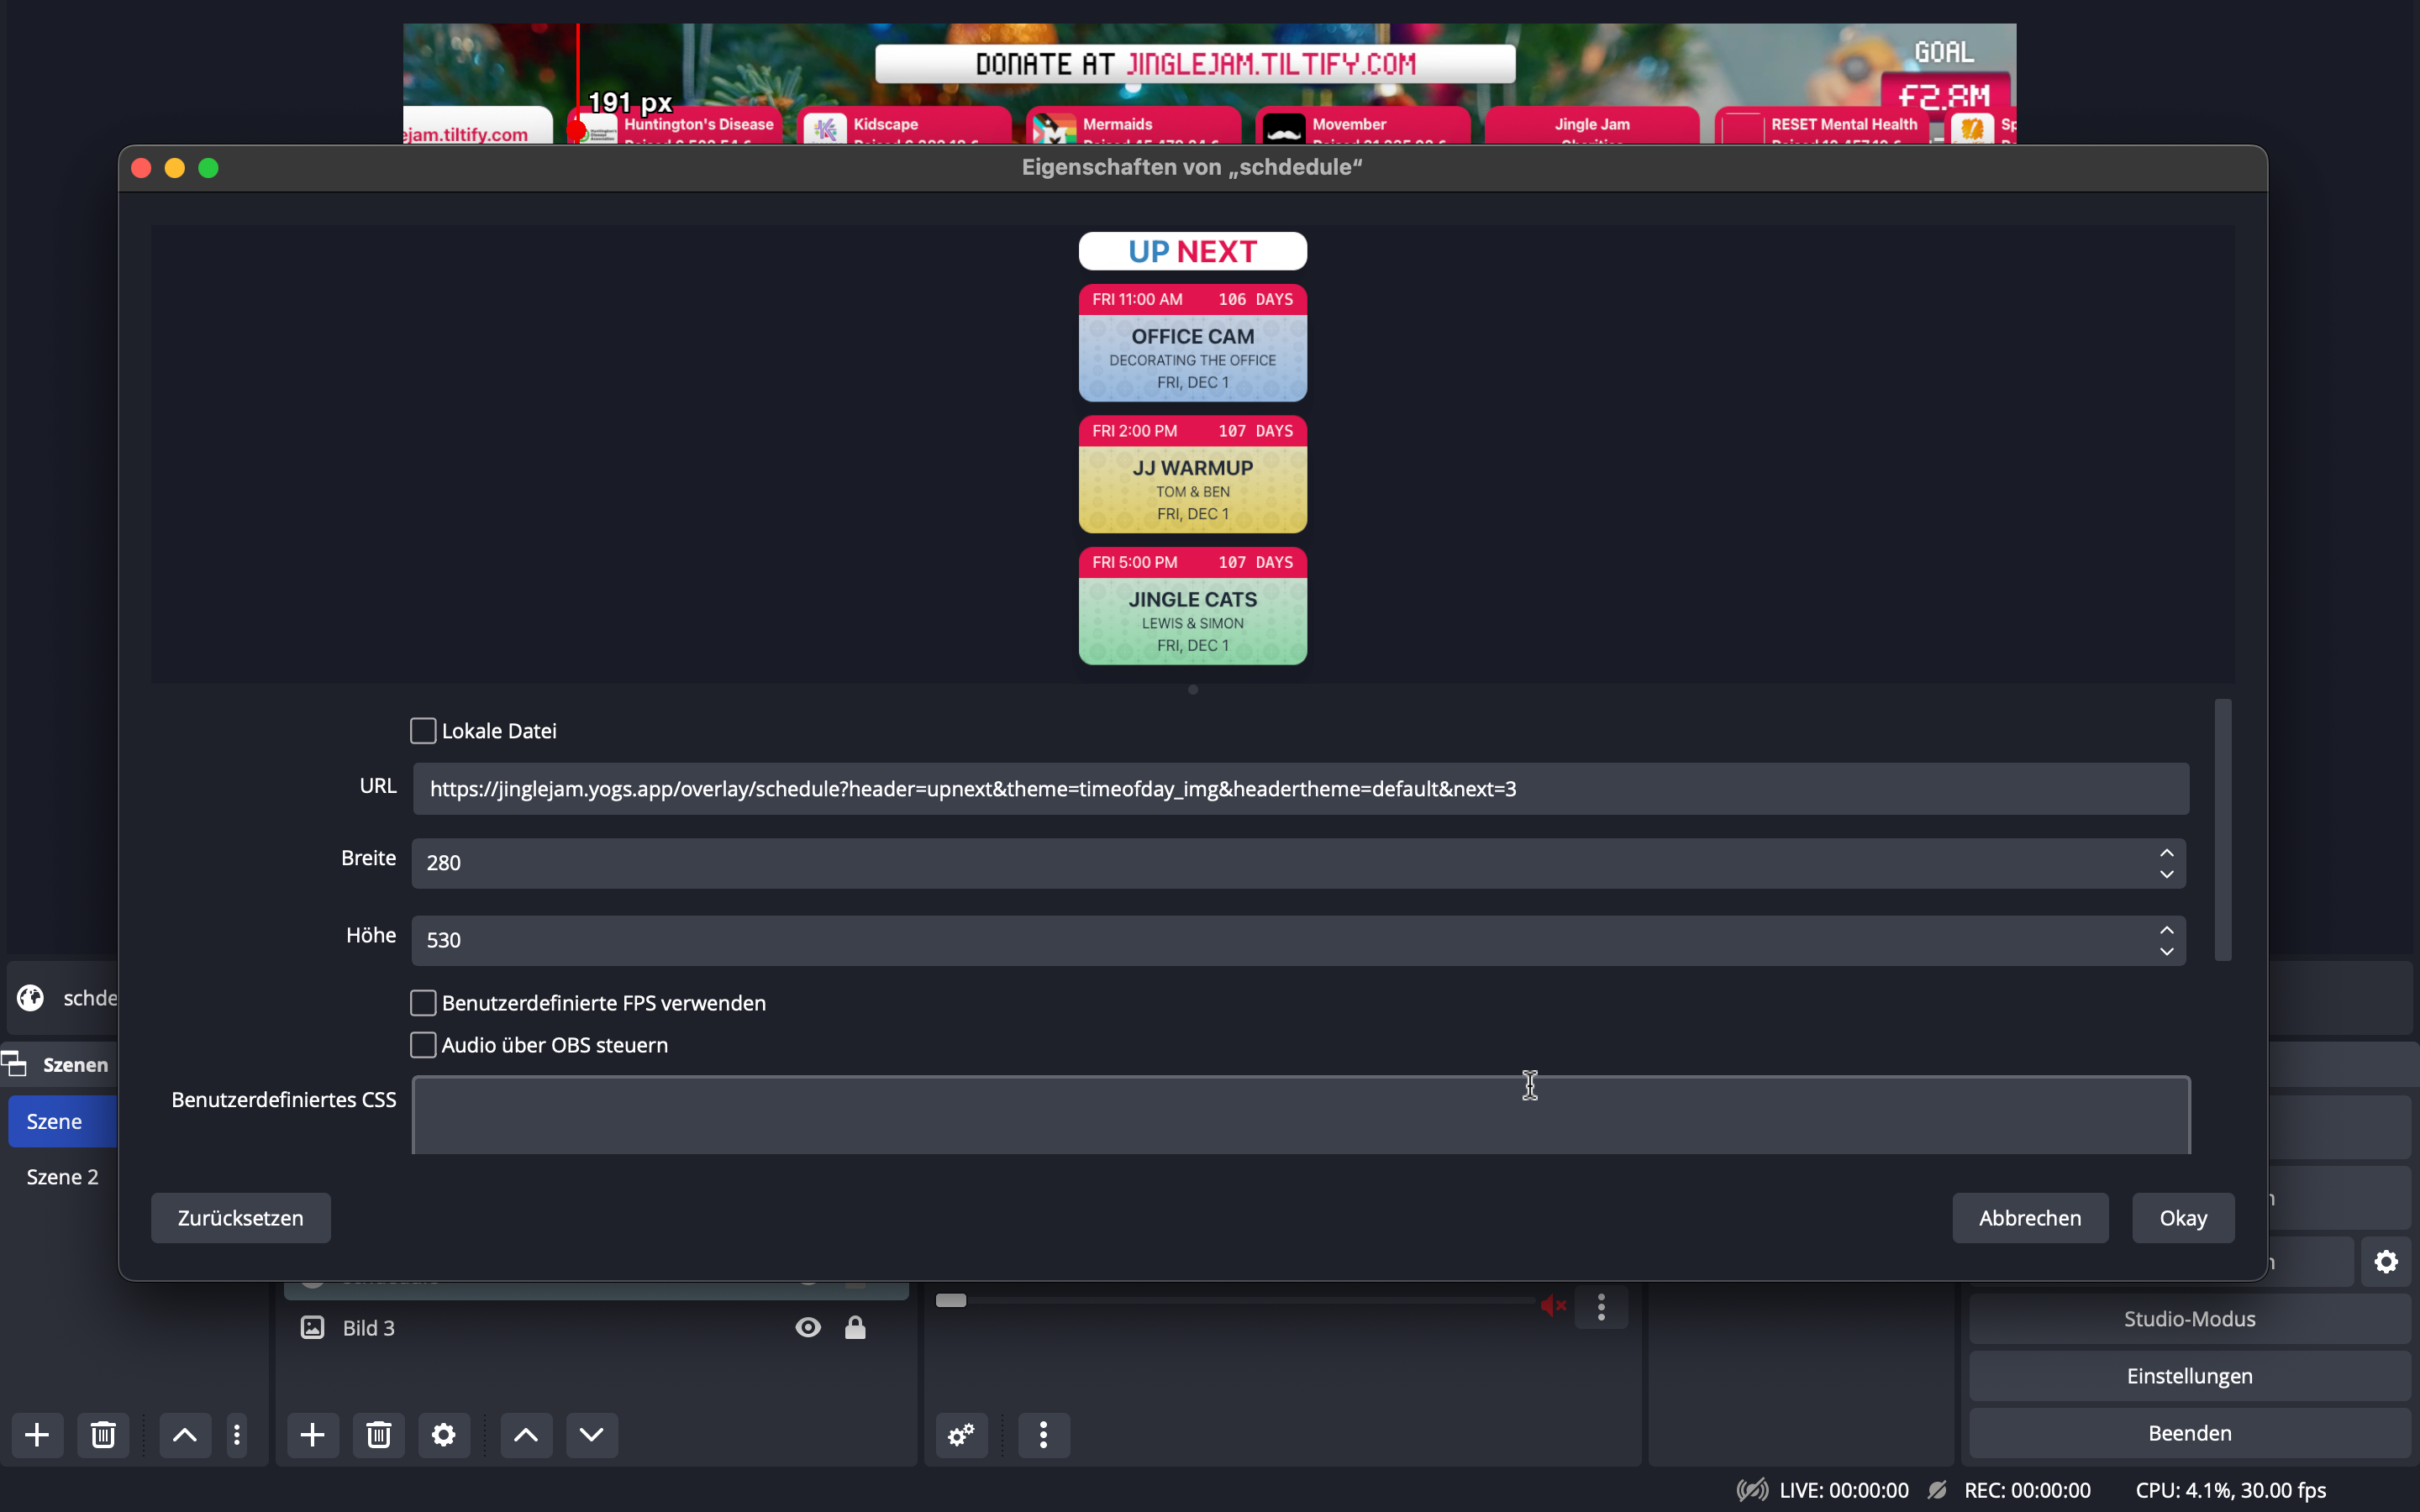 DONATE AT JINGLEJAM.TILTIFY.COM
GOAL
£2.8M
191 px
ejam.tiltify.com
Huntington's Disease
Kidscape
Mermaids
Movember
Jingle Jam
RESET Mental Health
Sp
Eigenschaften von „schdedule“
UP NEXT
FRI 11:00 AM 106 DAYS
OFFICE CAM
DECORATING THE OFFICE
FRI, DEC 1
FRI 2:00 PM 107 DAYS
JJ WARMUP
TOM & BEN
FRI, DEC 1
FRI 5:00 PM 107 DAYS
JINGLE CATS
LEWIS & SIMON
FRI, DEC 1
Lokale Datei
URL https://jinglejam.yogs.app/overlay/schedule?header=upnext&theme=timeofday_img&headertheme=default&next=3
Breite 280
Höhe 530
schde
Benutzerdefinierte FPS verwenden
Audio über OBS steuern
Szenen
Benutzerdefiniertes CSS
Szene
Szene 2
Zurücksetzen
Abbrechen
Okay
n
n
Bild 3
Studio-Modus
Einstellungen
Beenden
LIVE: 00:00:00 REC: 00:00:00 CPU: 4.1%, 30.00 fps